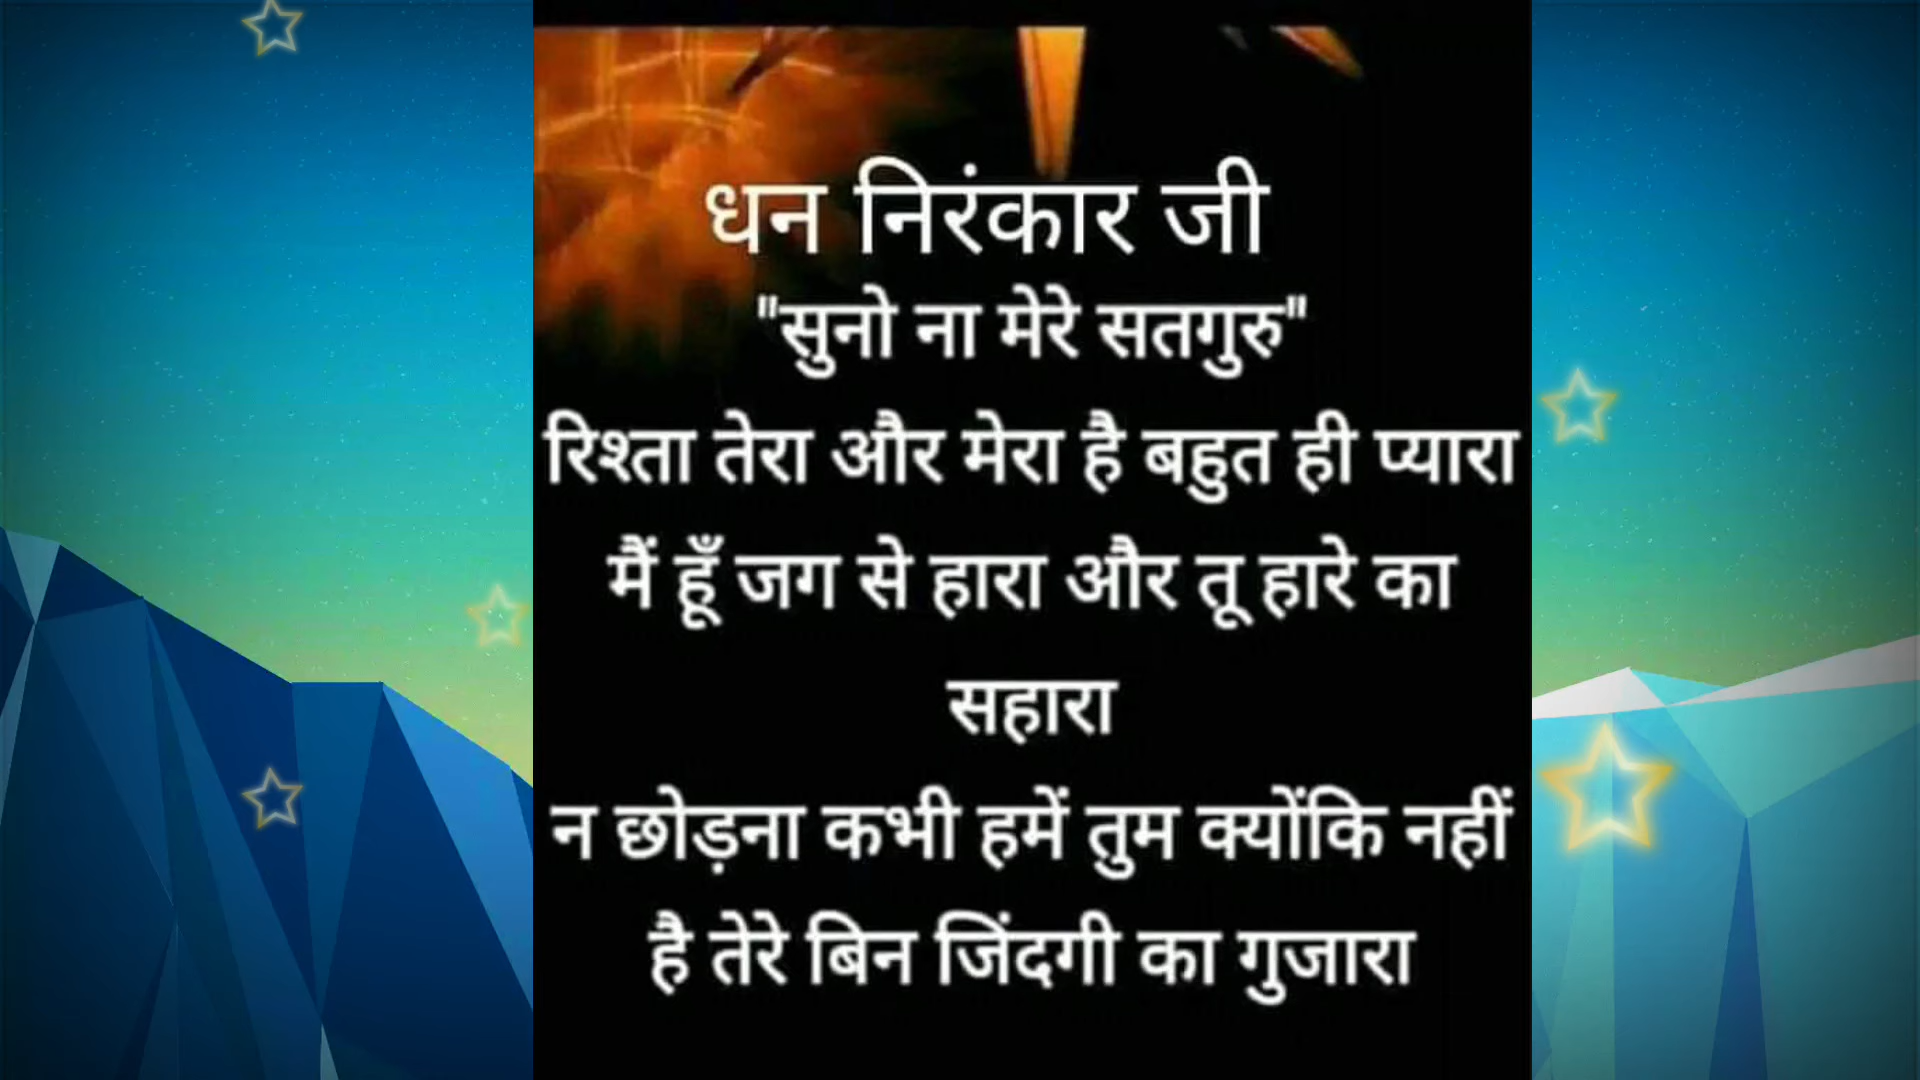 धन निरंकार जी
"सुनो ना मेरे सतगुरु"
रिश्ता तेरा और मेरा है बहुत ही प्यारा
मैं हूँ जग से हारा और तू हारे का
सहारा
न छोड़ना कभी हमें तुम क्योंकि नहीं
है तेरे बिन जिंदगी का गुजारा